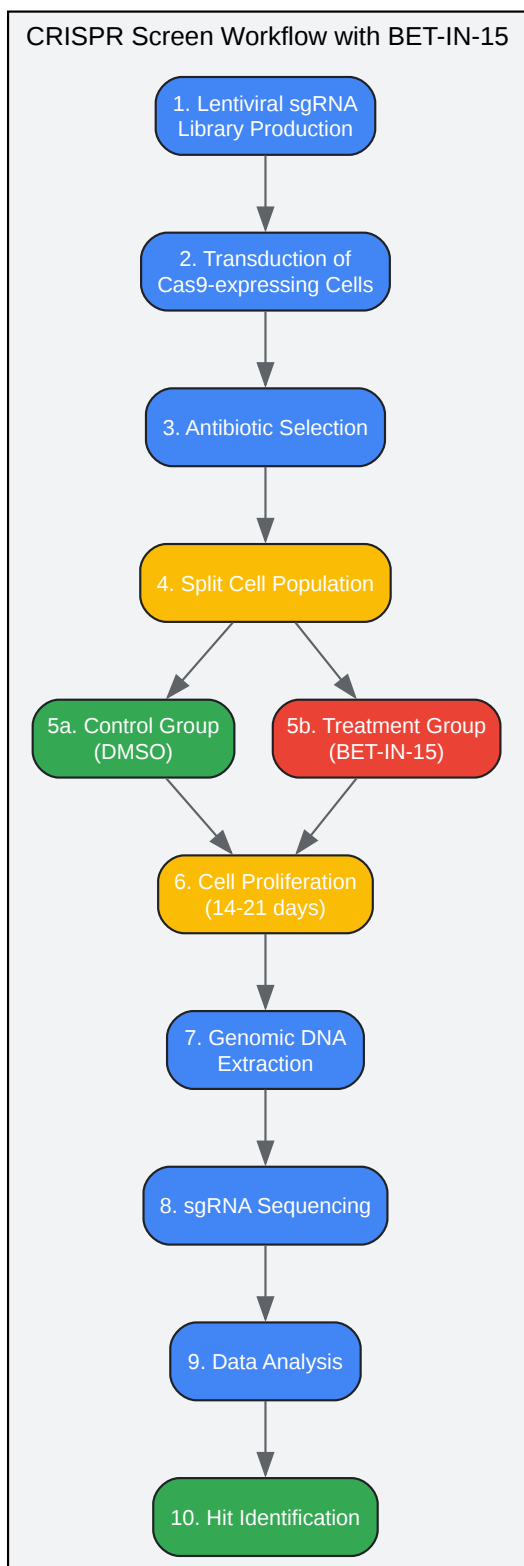 CRISPR Screen Workflow with BET-IN-15
1. Lentiviral sgRNA
Library Production
2. Transduction of
Cas9-expressing Cells
3. Antibiotic Selection
4. Split Cell Population
5a. Control Group
(DMSO)
5b. Treatment Group
(BET-IN-15)
6. Cell Proliferation
(14-21 days)
7. Genomic DNA
Extraction
8. sgRNA Sequencing
9. Data Analysis
10. Hit Identification